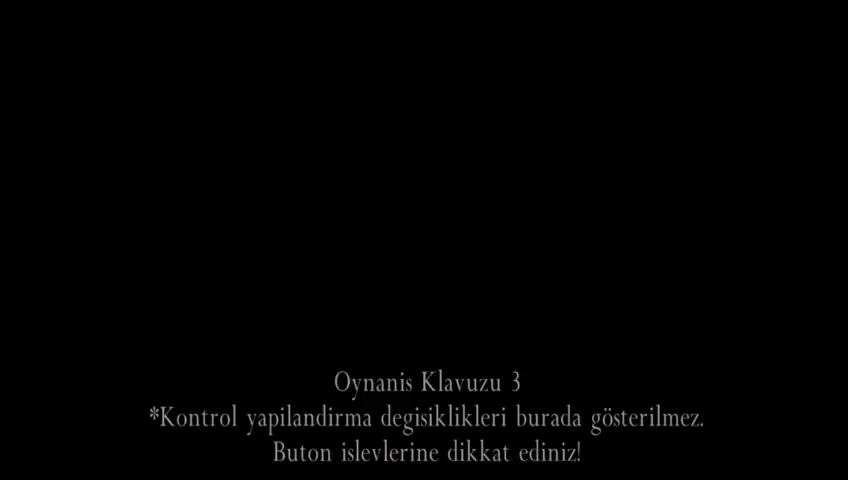 Oynanis Klavuzu 3
*Kontrol yapilandirma degisiklikleri burada gösterilmez.
Buton islevlerine dikkat ediniz!